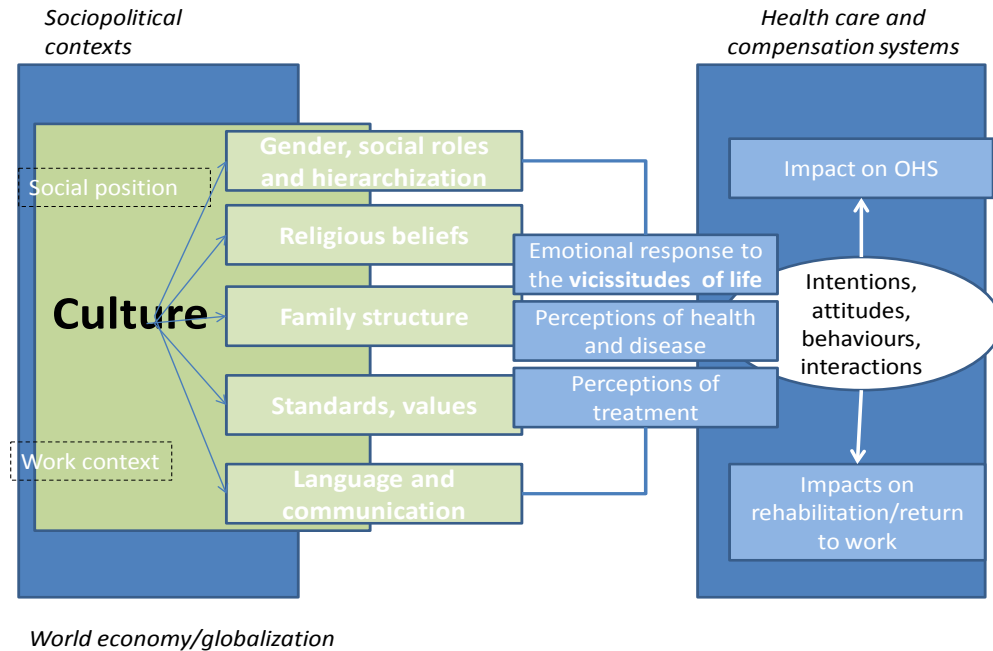 Sociopolitical
contexts
Health care and
compensation systems
Gender, social roles
and hierarchization
Social position
Religious beliefs
Culture
Family structure
Standards, values
Work context
Language and
communication
Emotional response to
the vicissitudes of life
Perceptions of health
and disease
Perceptions of
treatment
Impact on OHS
Intentions,
attitudes,
behaviours,
interactions
Impacts on
rehabilitation/return
to work
World economy/globalization